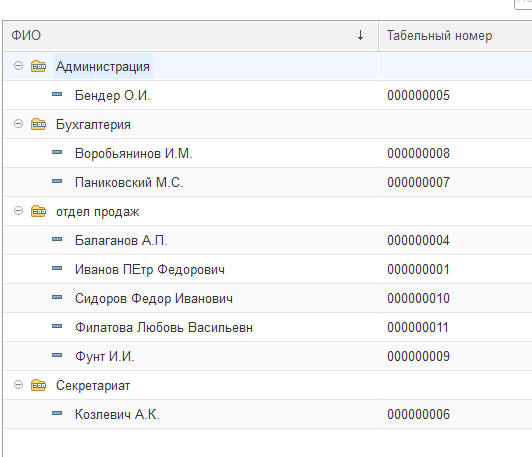 ФИО ↓ Табельный номер
Администрация
Бендер О.И. 000000005
Бухгалтерия
Воробьянинов И.М. 000000008
Паниковский М.С. 000000007
отдел продаж
Балаганов А.П. 000000004
Иванов ПЕтр Федорович 000000001
Сидоров Федор Иванович 000000010
Филатова Любовь Васильевн 000000011
Фунт И.И. 000000009
Секретариат
Козлевич А.К. 000000006